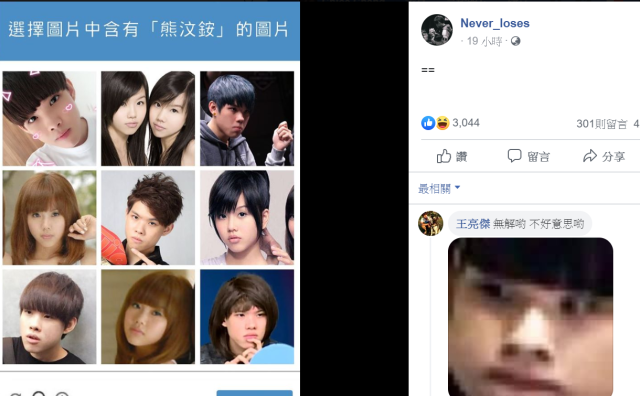 選擇圖片中含有「熊汶銨」的圖片
Never_loses
· 19 小時 ·
==
3,044
301則留言 4
讚
留言
分享
最相關
王亮傑 無解喲 不好意思喲